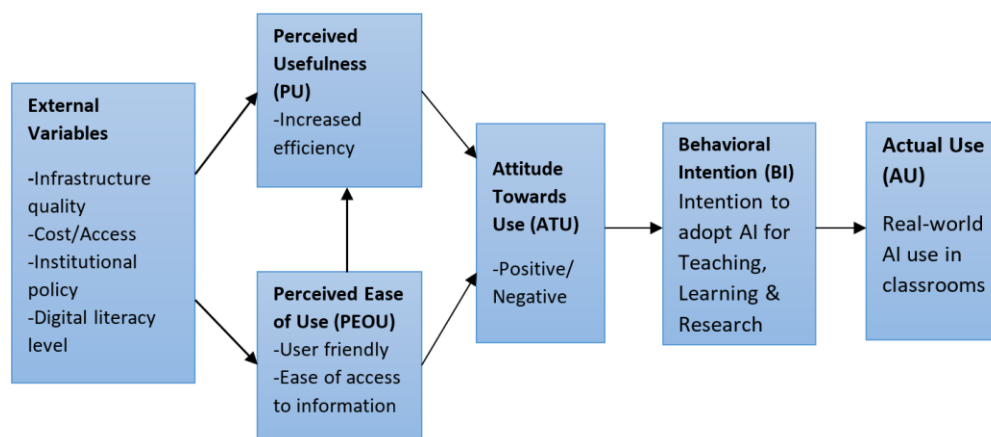 External
Variables
-Infrastructure
quality
-Cost/Access
-Institutional
policy
-Digital literacy
level
Perceived
Usefulness
(PU)
-Increased
efficiency
Perceived Ease
of Use (PEOU)
-User friendly
-Ease of access
to information
Attitude
Towards
Use (ATU)
-Positive/
Negative
Behavioral
Intention (BI)
Intention to
adopt AI for
Teaching,
Learning &
Research
Actual Use
(AU)
Real-world
AI use in
classrooms